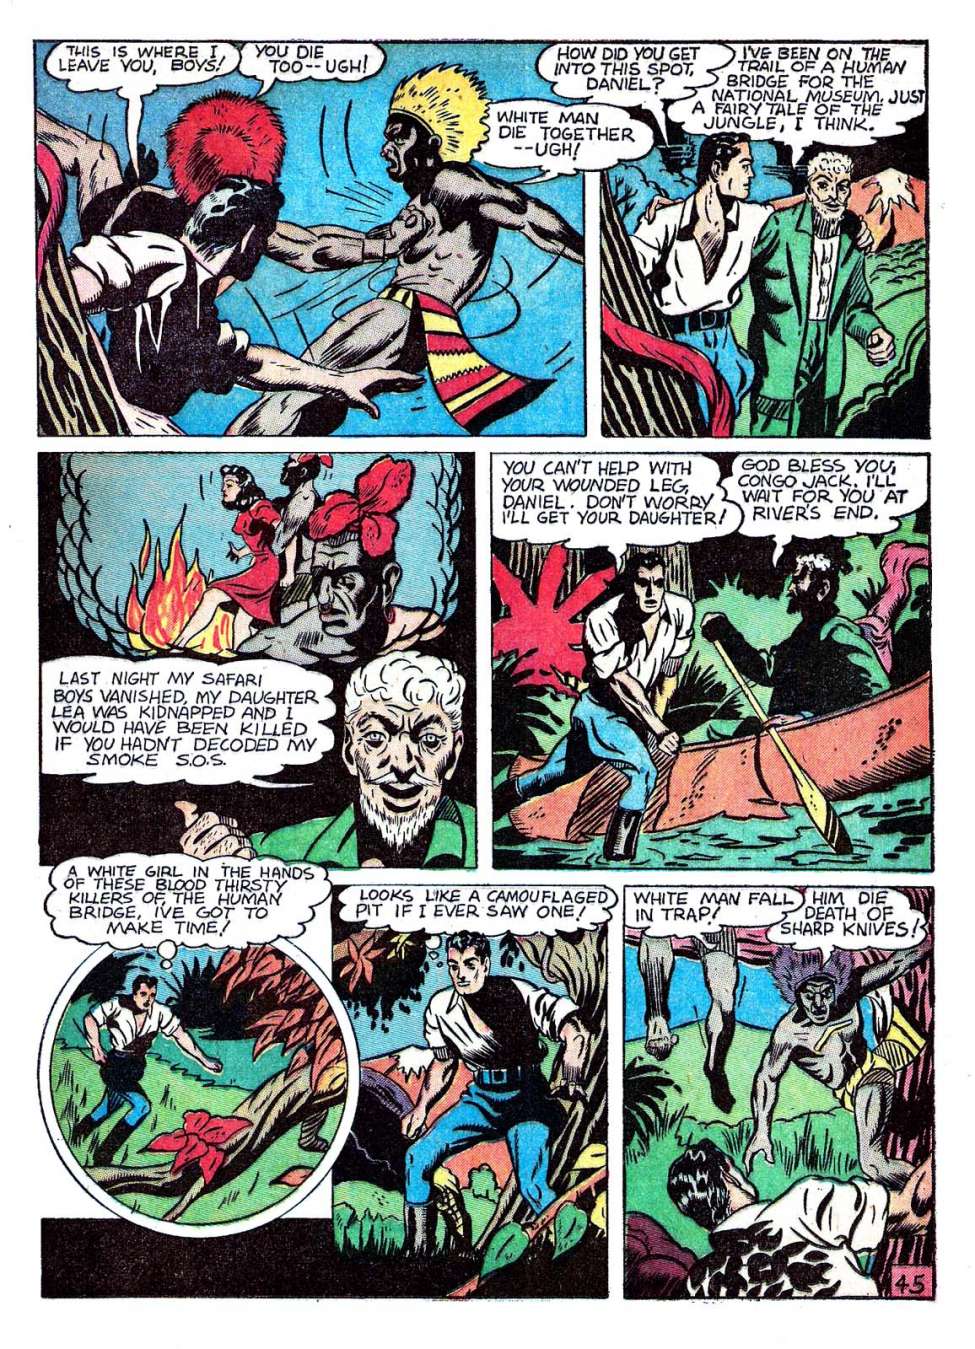 THIS IS WHERE I
LEAVE YOU, BOYS!
YOU DIE
TOO--UGH!
WHITE MAN
DIE TOGETHER
--UGH!
HOW DID YOU GET
INTO THIS SPOT,
DANIEL?
I'VE BEEN ON THE
TRAIL OF A HUMAN
BRIDGE FOR THE
NATIONAL MUSEUM. JUST
A FAIRY TALE OF THE
JUNGLE, I THINK.
LAST NIGHT MY SAFARI
BOYS VANISHED, MY DAUGHTER
LEA WAS KIDNAPPED AND I
WOULD HAVE BEEN KILLED
IF YOU HADN'T DECODED MY
SMOKE S.O.S.
YOU CAN'T HELP WITH
YOUR WOUNDED LEG,
DANIEL. DON'T WORRY
I'LL GET YOUR DAUGHTER!
GOD BLESS YOU,
CONGO JACK. I'LL
WAIT FOR YOU AT
RIVER'S END.
A WHITE GIRL IN THE HANDS
OF THESE BLOOD THIRSTY
KILLERS OF THE HUMAN
BRIDGE, I'VE GOT TO
MAKE TIME!
LOOKS LIKE A CAMOUFLAGED
PIT IF I EVER SAW ONE!
WHITE MAN FALL
IN TRAP!
HIM DIE
DEATH OF
SHARP KNIVES!
45